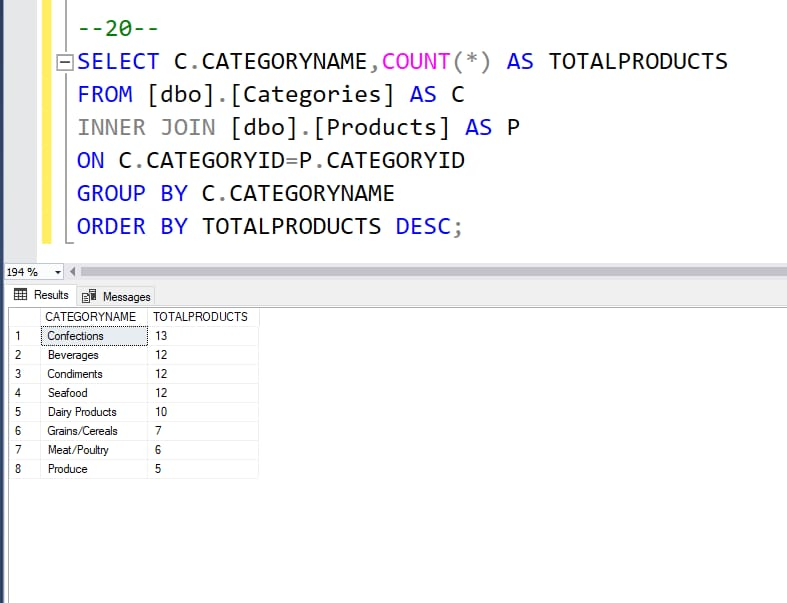 --20--
SELECT C.CATEGORYNAME,COUNT(*) AS TOTALPRODUCTS
FROM [dbo].[Categories] AS C
INNER JOIN [dbo].[Products] AS P
ON C.CATEGORYID=P.CATEGORYID
GROUP BY C.CATEGORYNAME
ORDER BY TOTALPRODUCTS DESC;
194 %
Results Messages
CATEGORYNAME TOTALPRODUCTS
1 Confections 13
2 Beverages 12
3 Condiments 12
4 Seafood 12
5 Dairy Products 10
6 Grains/Cereals 7
7 Meat/Poultry 6
8 Produce 5